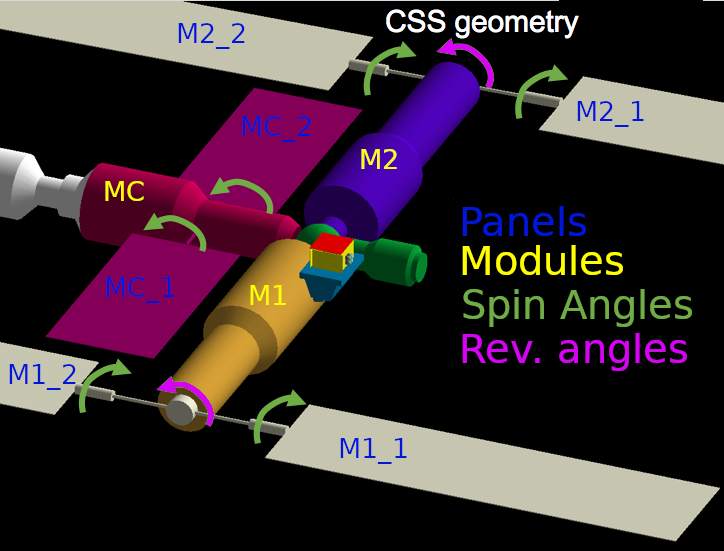 CSS geometry
M2_2
M2_1
MC_2
M2
MC
Panels
Modules
Spin Angles
Rev. angles
MC_1
M1
M1_2
M1_1